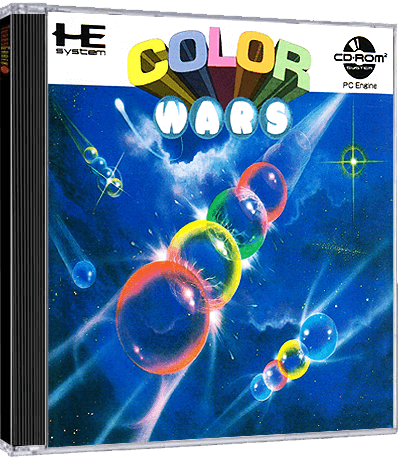 HE
system
COLOR
WARS
CD-ROM²
SYSTEM
PC Engine